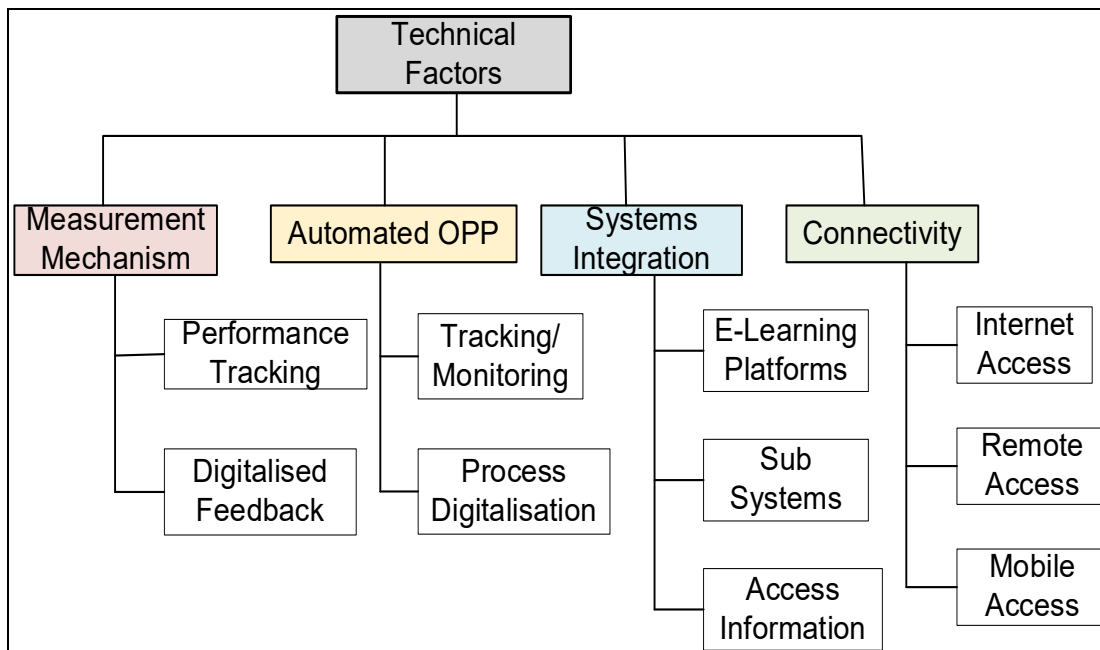 Technical
Factors
Measurement
Mechanism
Automated OPP
Systems
Integration
Connectivity
Performance
Tracking
Digitalised
Feedback
Tracking/
Monitoring
Process
Digitalisation
E-Learning
Platforms
Sub
Systems
Access
Information
Internet
Access
Remote
Access
Mobile
Access